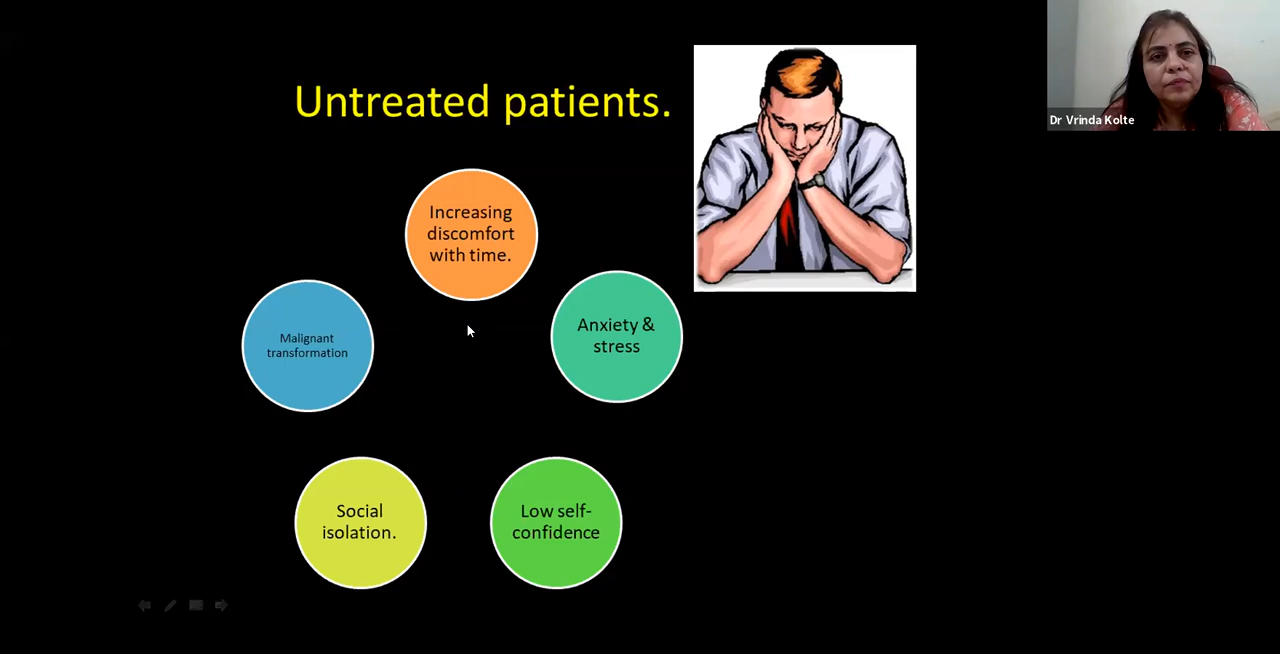 Untreated patients.
Dr Vrinda Kolte
Increasing
discomfort
with time.
Anxiety &
stress
Low self-
confidence
Social
isolation.
Malignant
transformation